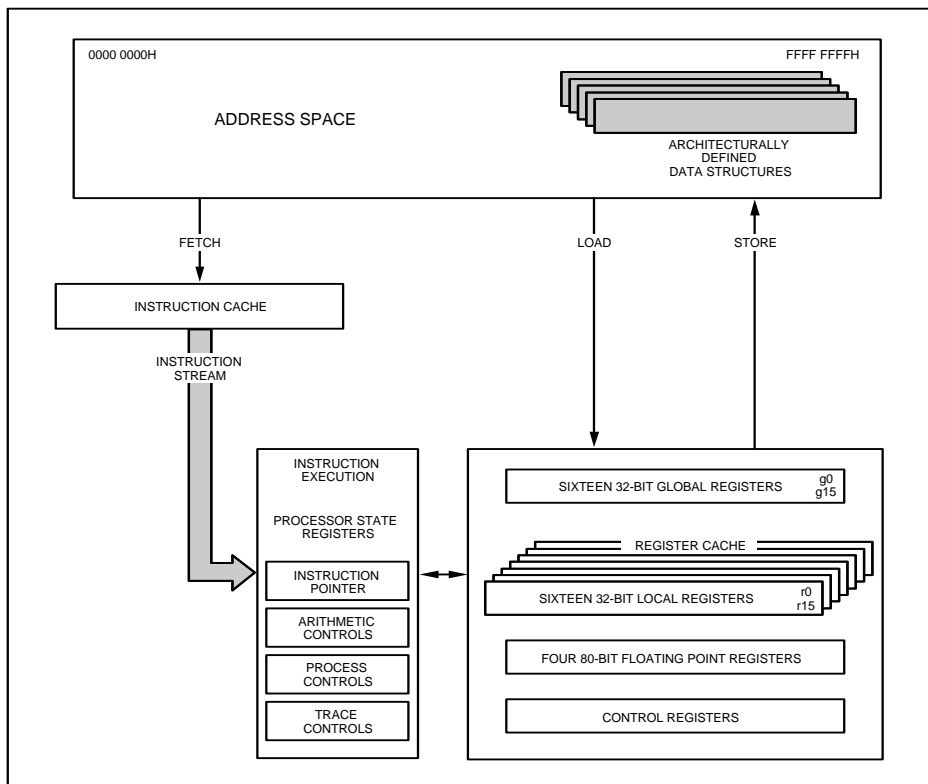 0000 0000H
FFFF FFFFH
ADDRESS SPACE
ARCHITECTURALLY
DEFINED
DATA STRUCTURES
FETCH
LOAD
STORE
INSTRUCTION CACHE
INSTRUCTION
STREAM
INSTRUCTION
EXECUTION
PROCESSOR STATE
REGISTERS
INSTRUCTION
POINTER
ARITHMETIC
CONTROLS
PROCESS
CONTROLS
TRACE
CONTROLS
SIXTEEN 32-BIT GLOBAL REGISTERS
g0
g15
REGISTER CACHE
SIXTEEN 32-BIT LOCAL REGISTERS
r0
r15
FOUR 80-BIT FLOATING POINT REGISTERS
CONTROL REGISTERS